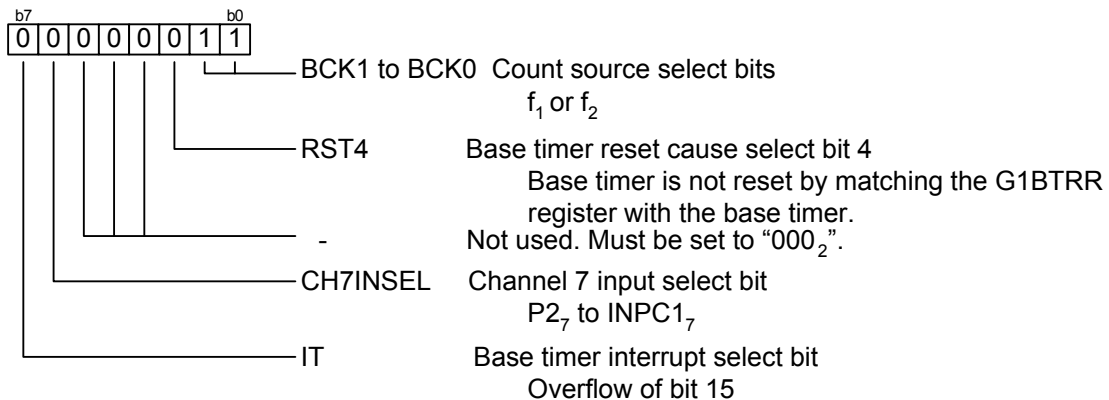 b7 b0
0 0 0 0 0 0 1 1
BCK1 to BCK0 Count source select bits
f₁ or f₂
RST4 Base timer reset cause select bit 4
Base timer is not reset by matching the G1BTRR
register with the base timer.
- Not used. Must be set to “000₂”.
CH7INSEL Channel 7 input select bit
P2₇ to INPC1₇
IT Base timer interrupt select bit
Overflow of bit 15